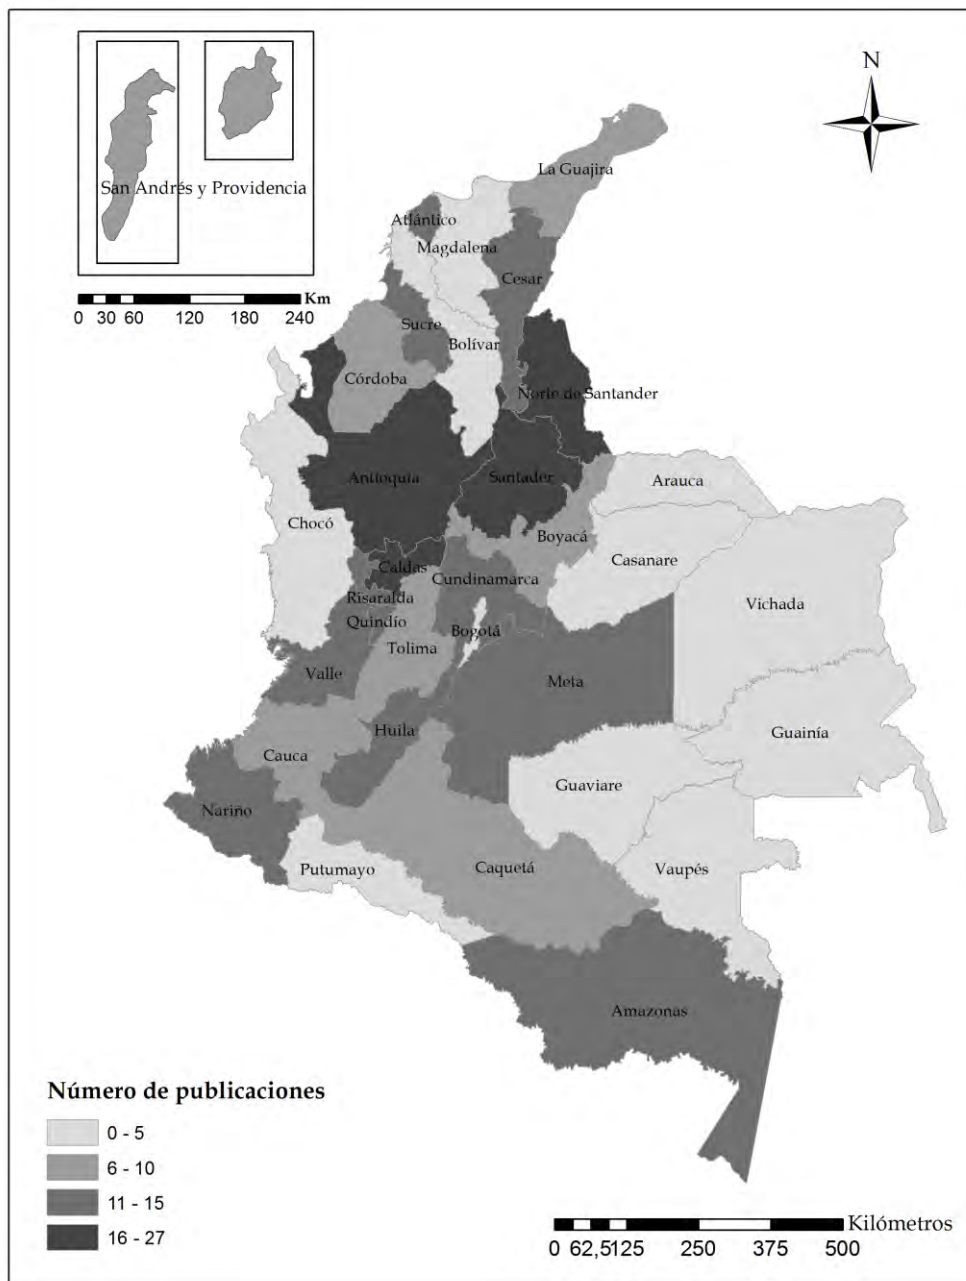 N
San Andrés y Providencia
Km
0 30 60 120 180 240
La Guajira
Atlántico
Magdalena
Cesar
Sucre
Bolívar
Córdoba
Norte de Santander
Antioquia
Santader
Arauca
Chocó
Boyacá
Casanare
Caldas
Cundinamarca
Risaralda
Vichada
Quindío
Bogotá
Tolima
Valle
Meta
Huila
Guainía
Cauca
Guaviare
Nariño
Putumayo
Caquetá
Vaupés
Amazonas
Número de publicaciones
0 - 5
6 - 10
11 - 15
16 - 27
Kilómetros
0 62,5125 250 375 500